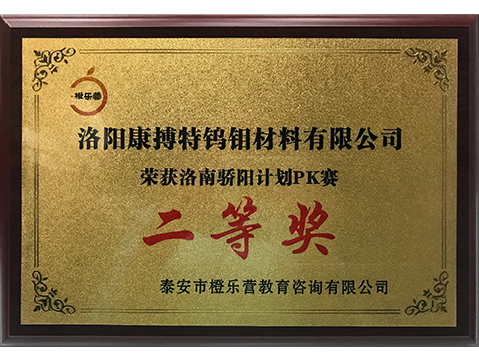 橙乐营
洛阳康搏特钨钼材料有限公司
荣获洛南骄阳计划PK赛
二等奖
泰安市橙乐营教育咨询有限公司